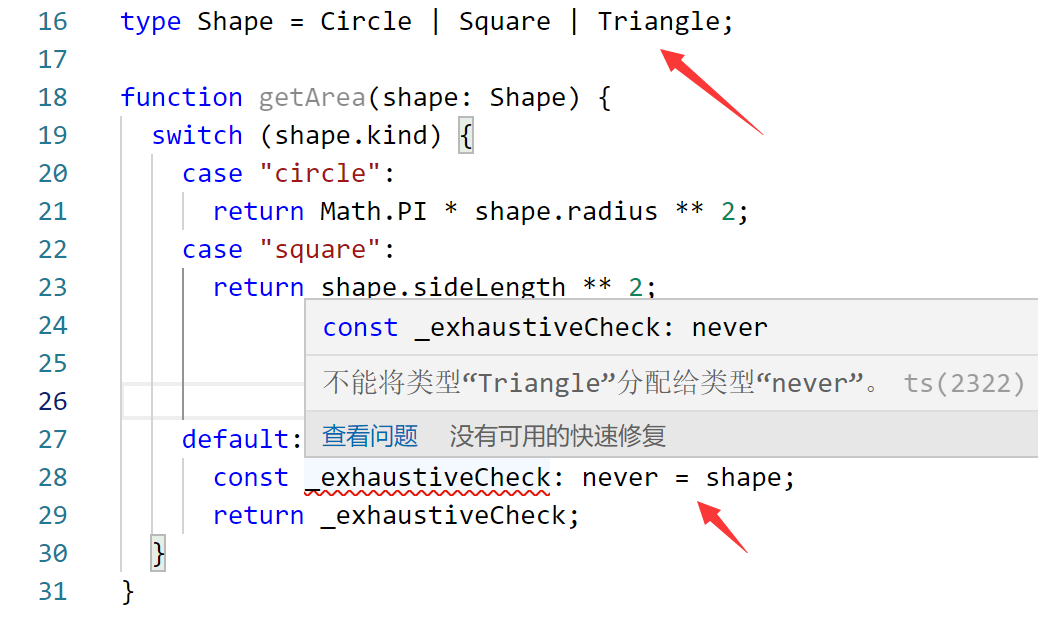 16 type Shape = Circle | Square | Triangle;
17
18 function getArea(shape: Shape) {
19 switch (shape.kind) {
20 case "circle":
21 return Math.PI * shape.radius ** 2;
22 case "square":
23 return shape.sideLength ** 2;
24 const _exhaustiveCheck: never
25
不能将类型“Triangle”分配给类型“never”。 ts(2322)
26
查看问题 没有可用的快速修复
27 default:
28 const _exhaustiveCheck: never = shape;
29 return _exhaustiveCheck;
30 }
31 }